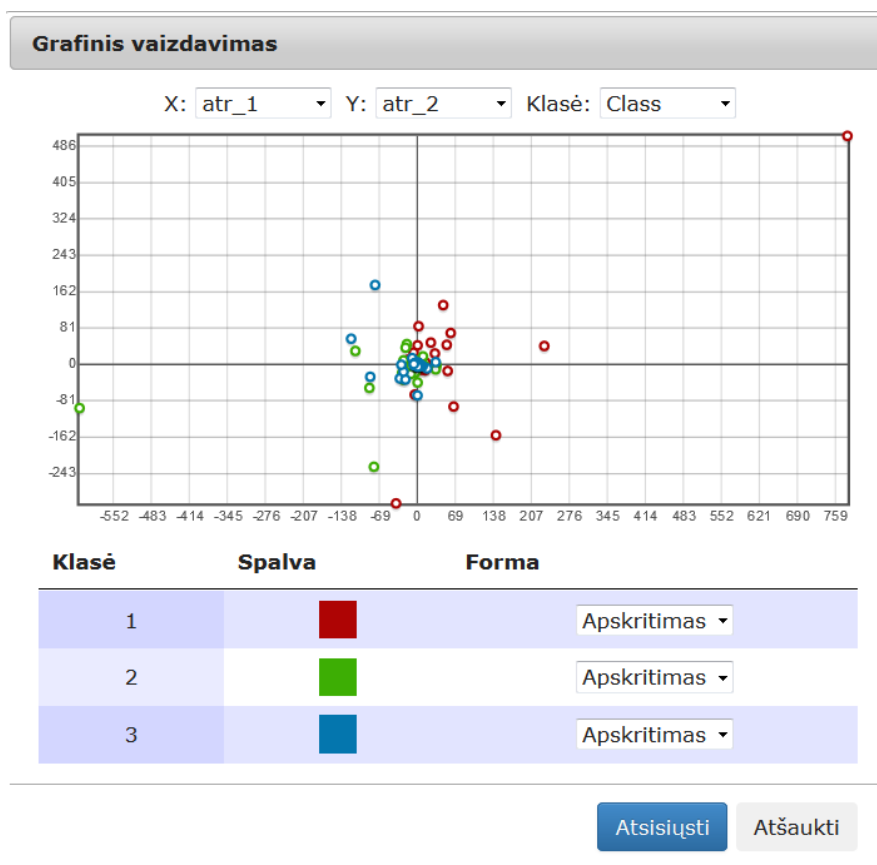 Grafinis vaizdavimas
X: atr_1 Y: atr_2 Klasė: Class
486
405
324
243
162
81
0
-81
-162
-243
-552 -483 -414 -345 -276 -207 -138 -69 0 69 138 207 276 345 414 483 552 621 690 759
Klasė Spalva Forma
1 Apskritimas
2 Apskritimas
3 Apskritimas
Atsisiųsti Atšaukti